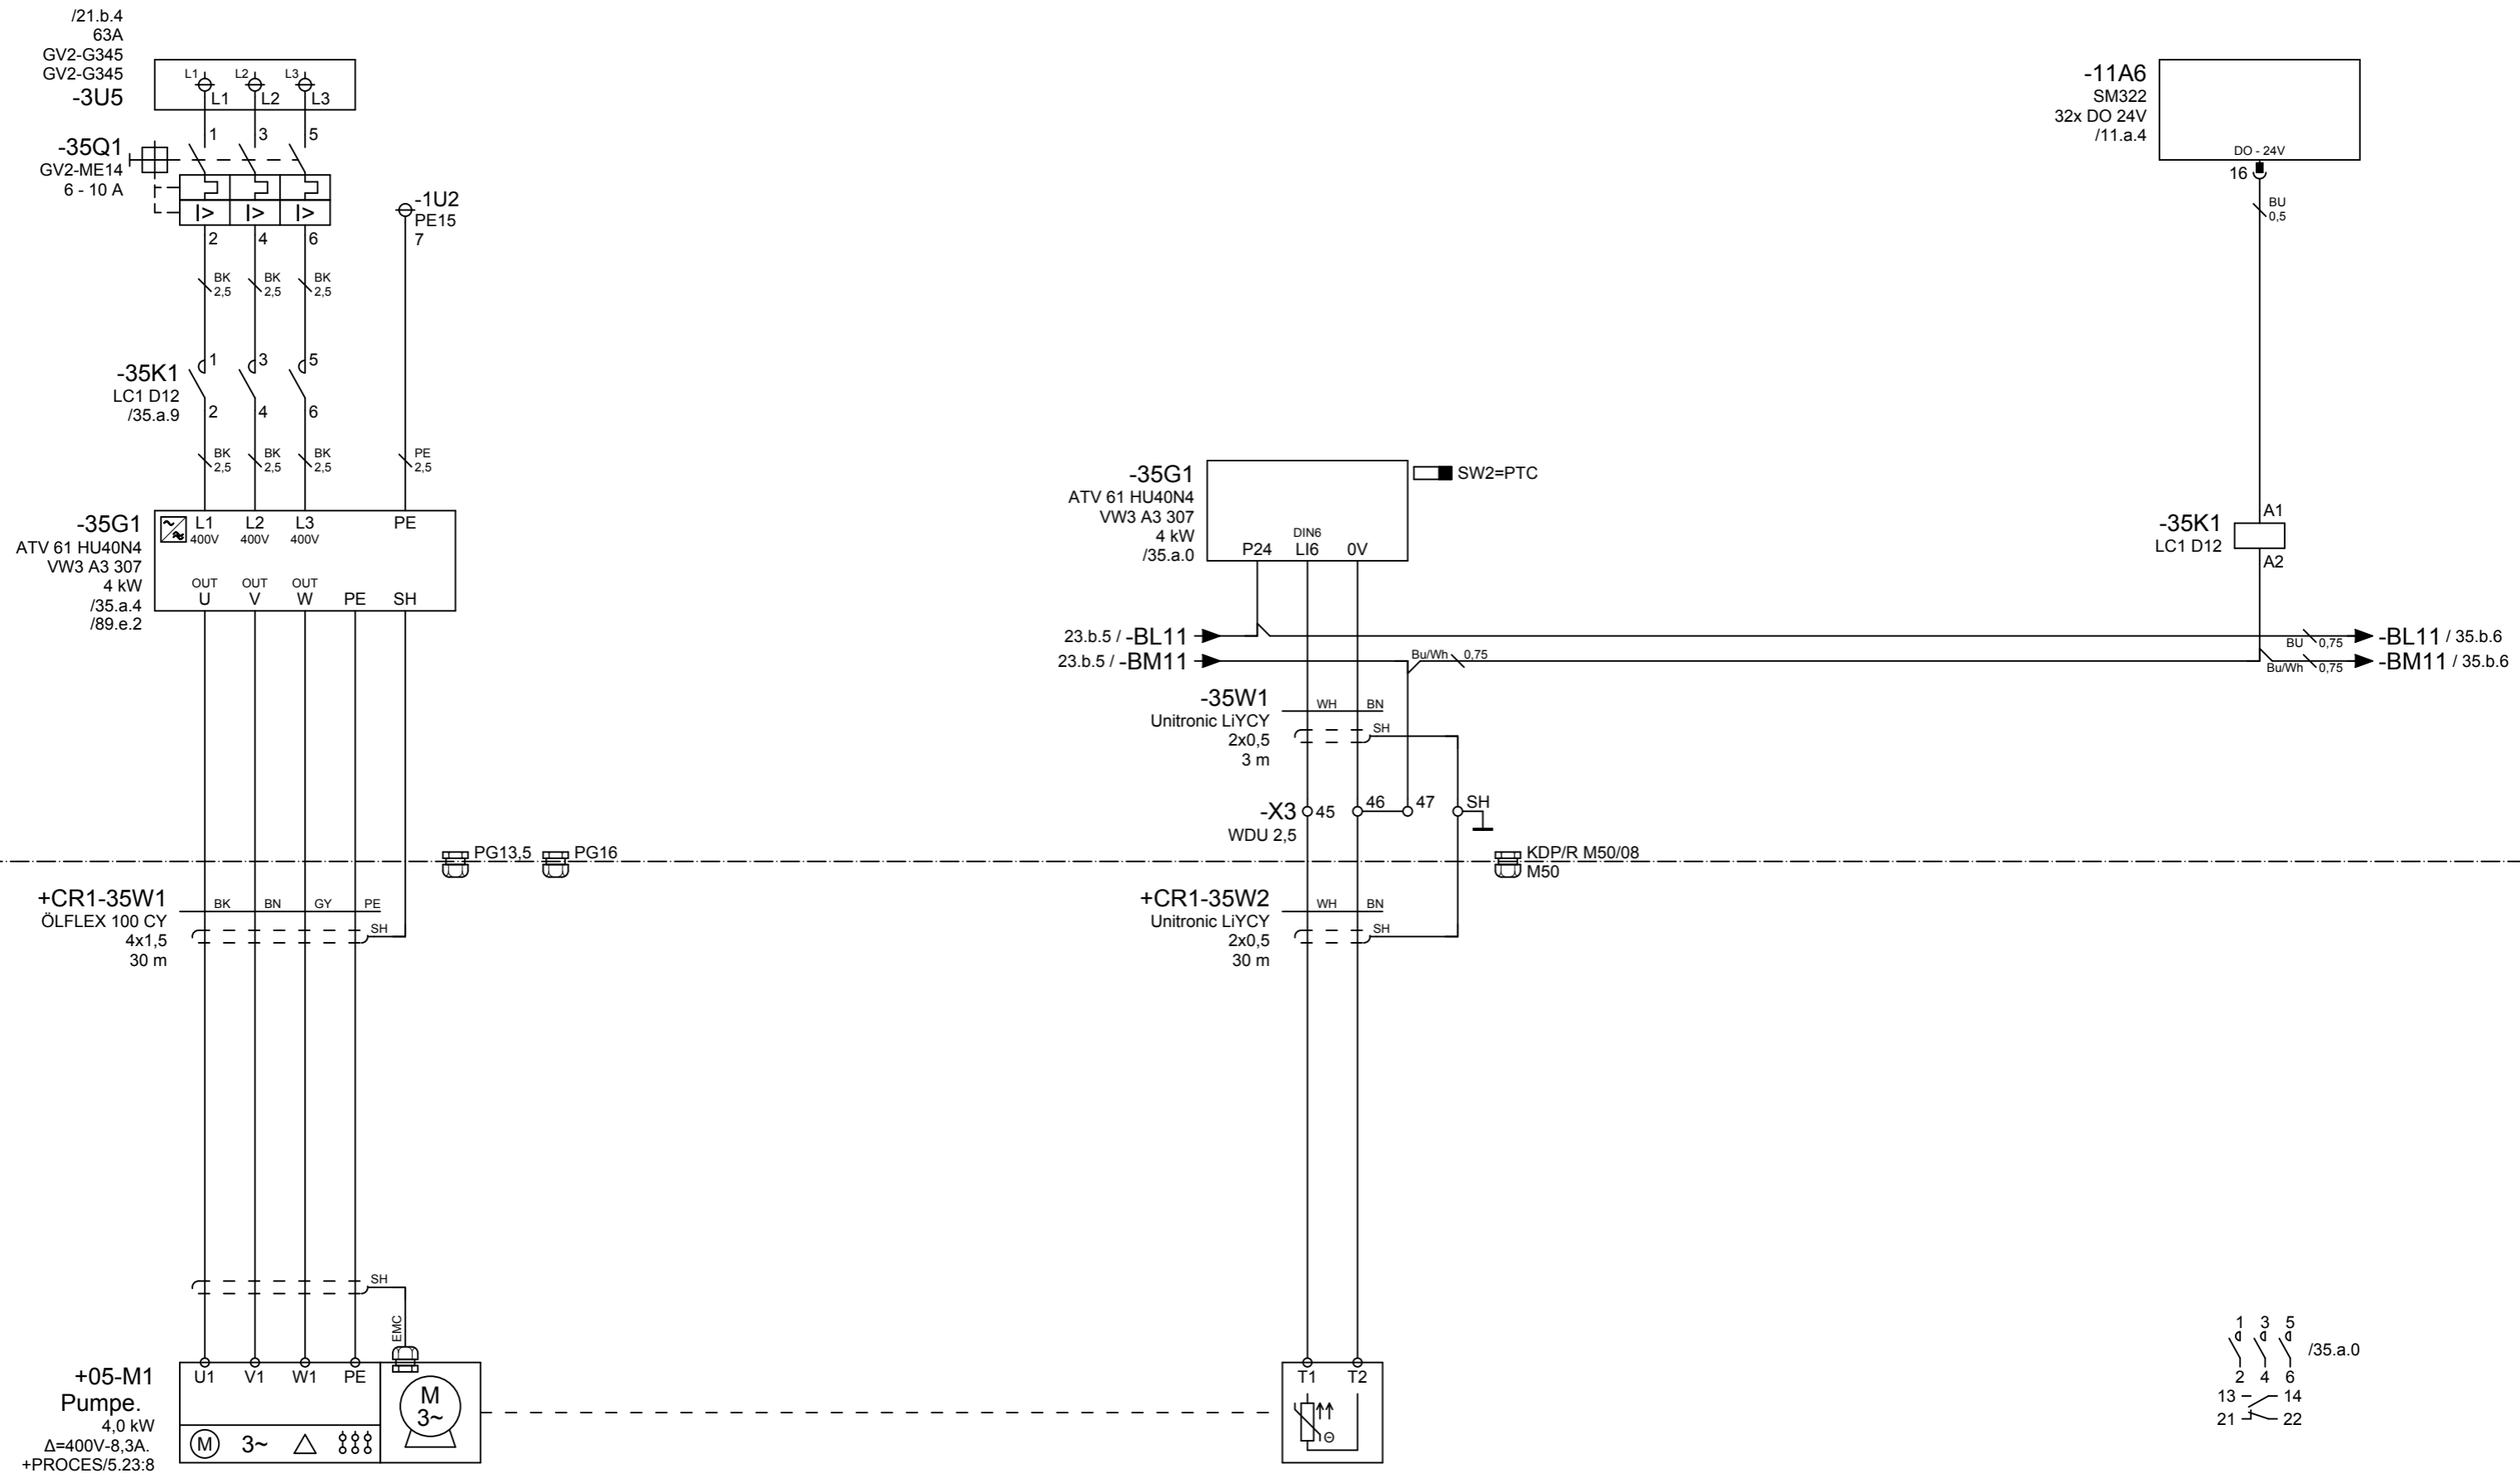 /21.b.4
63A
GV2-G345
GV2-G345
-3U5
L1 L2 L3
L1 L2 L3
1 3 5
-35Q1
GV2-ME14
6 - 10 A
I> I> I>
2 4 6
-1U2
PE15
7
BK BK BK
2,5 2,5 2,5
-35K1
LC1 D12
/35.a.9
1 3 5
2 4 6
BK BK BK PE
2,5 2,5 2,5 2,5
-35G1
ATV 61 HU40N4
VW3 A3 307
4 kW
/35.a.4
/89.e.2
L1 L2 L3 PE
400V 400V 400V
OUT OUT OUT
U V W PE SH
PG13,5 PG16
+CR1-35W1
ÖLFLEX 100 CY
4x1,5
30 m
BK BN GY PE
SH
SH
EMC
+05-M1
Pumpe.
4,0 kW
Δ=400V-8,3A.
+PROCES/5.23:8
U1 V1 W1 PE
M 3~
M
3~
-35G1
ATV 61 HU40N4
VW3 A3 307
4 kW
/35.a.0
SW2=PTC
DIN6
P24 LI6 0V
23.b.5 / -BL11
23.b.5 / -BM11
Bu/Wh 0,75
-35W1
Unitronic LiYCY
2x0,5
3 m
WH BN
SH
-X3
WDU 2,5
45 46 47 SH
KDP/R M50/08
M50
+CR1-35W2
Unitronic LiYCY
2x0,5
30 m
WH BN
SH
T1 T2
Θ
-11A6
SM322
32x DO 24V
/11.a.4
DO - 24V
16
BU
0,5
-35K1
LC1 D12
A1
A2
BU 0,75
-BL11 / 35.b.6
Bu/Wh 0,75
-BM11 / 35.b.6
1 3 5
/35.a.0
2 4 6
13 14
21 22